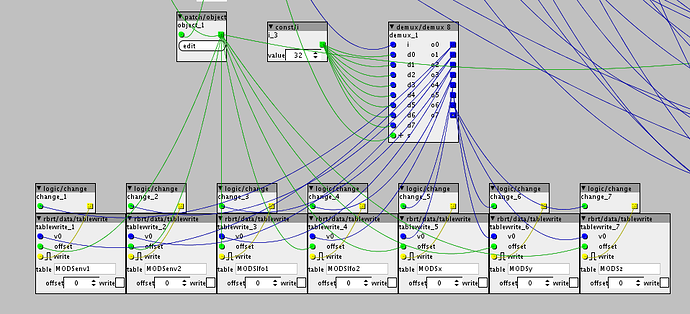 patch/object
object_1
edit
const/i
i_3
value 32
demux/demux 8
demux_1
i o0
d0 o1
d1 o2
d2 o3
d3 o4
d4 o5
d5 o6
d6 o7
d7
s
logic/change
change_1
logic/change
change_2
logic/change
change_3
logic/change
change_4
logic/change
change_5
logic/change
change_6
logic/change
change_7
rbrt/data/tablewrite
tablewrite_1
v0
offset
write
table MODSenv1
offset 0 write
rbrt/data/tablewrite
tablewrite_2
v0
offset
write
table MODSenv2
offset 0 write
rbrt/data/tablewrite
tablewrite_3
v0
offset
write
table MODSlfo1
offset 0 write
rbrt/data/tablewrite
tablewrite_4
v0
offset
write
table MODSlfo2
offset 0 write
rbrt/data/tablewrite
tablewrite_5
v0
offset
write
table MODSx
offset 0 write
rbrt/data/tablewrite
tablewrite_6
v0
offset
write
table MODSy
offset 0 write
rbrt/data/tablewrite
tablewrite_7
v0
offset
write
table MODSz
offset 0 write